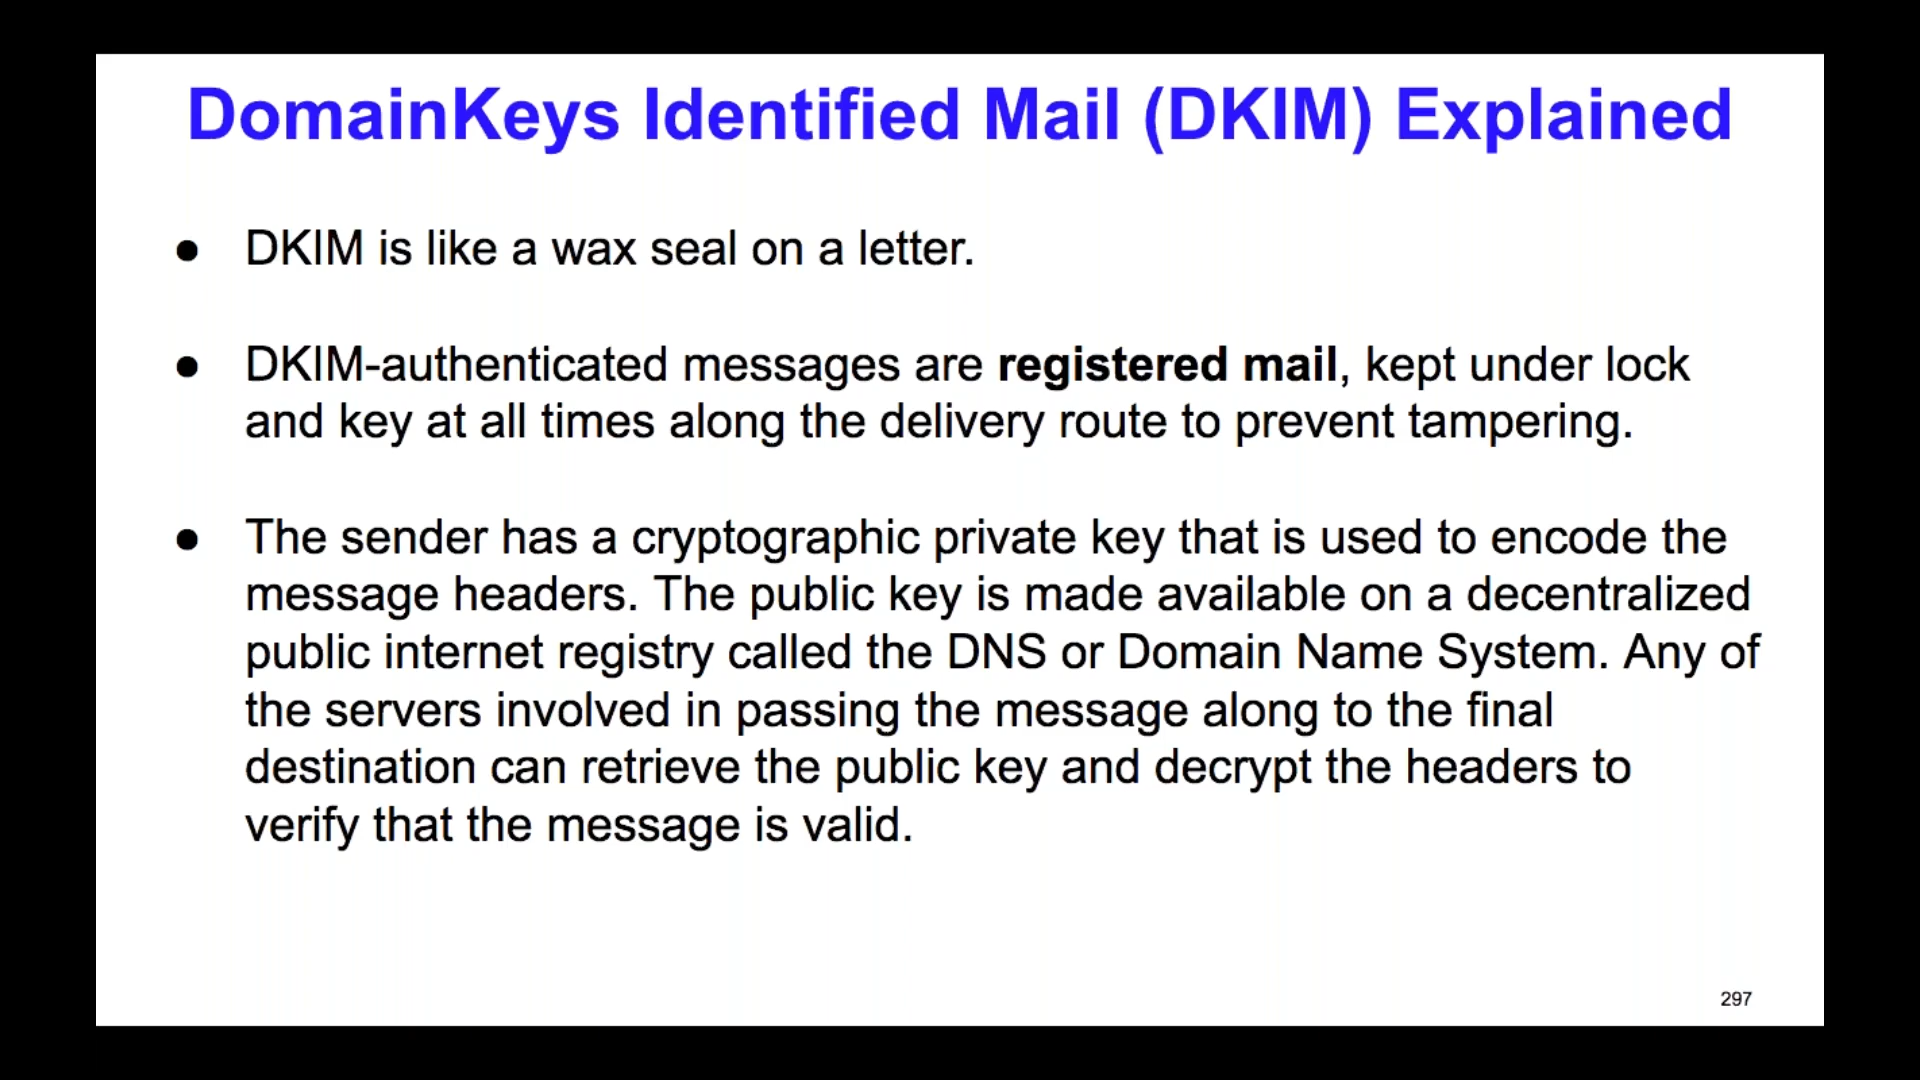 DomainKeys Identified Mail (DKIM) Explained
● DKIM is like a wax seal on a letter.
● DKIM-authenticated messages are registered mail, kept under lock
and key at all times along the delivery route to prevent tampering.
● The sender has a cryptographic private key that is used to encode the
message headers. The public key is made available on a decentralized
public internet registry called the DNS or Domain Name System. Any of
the servers involved in passing the message along to the final
destination can retrieve the public key and decrypt the headers to
verify that the message is valid.
297